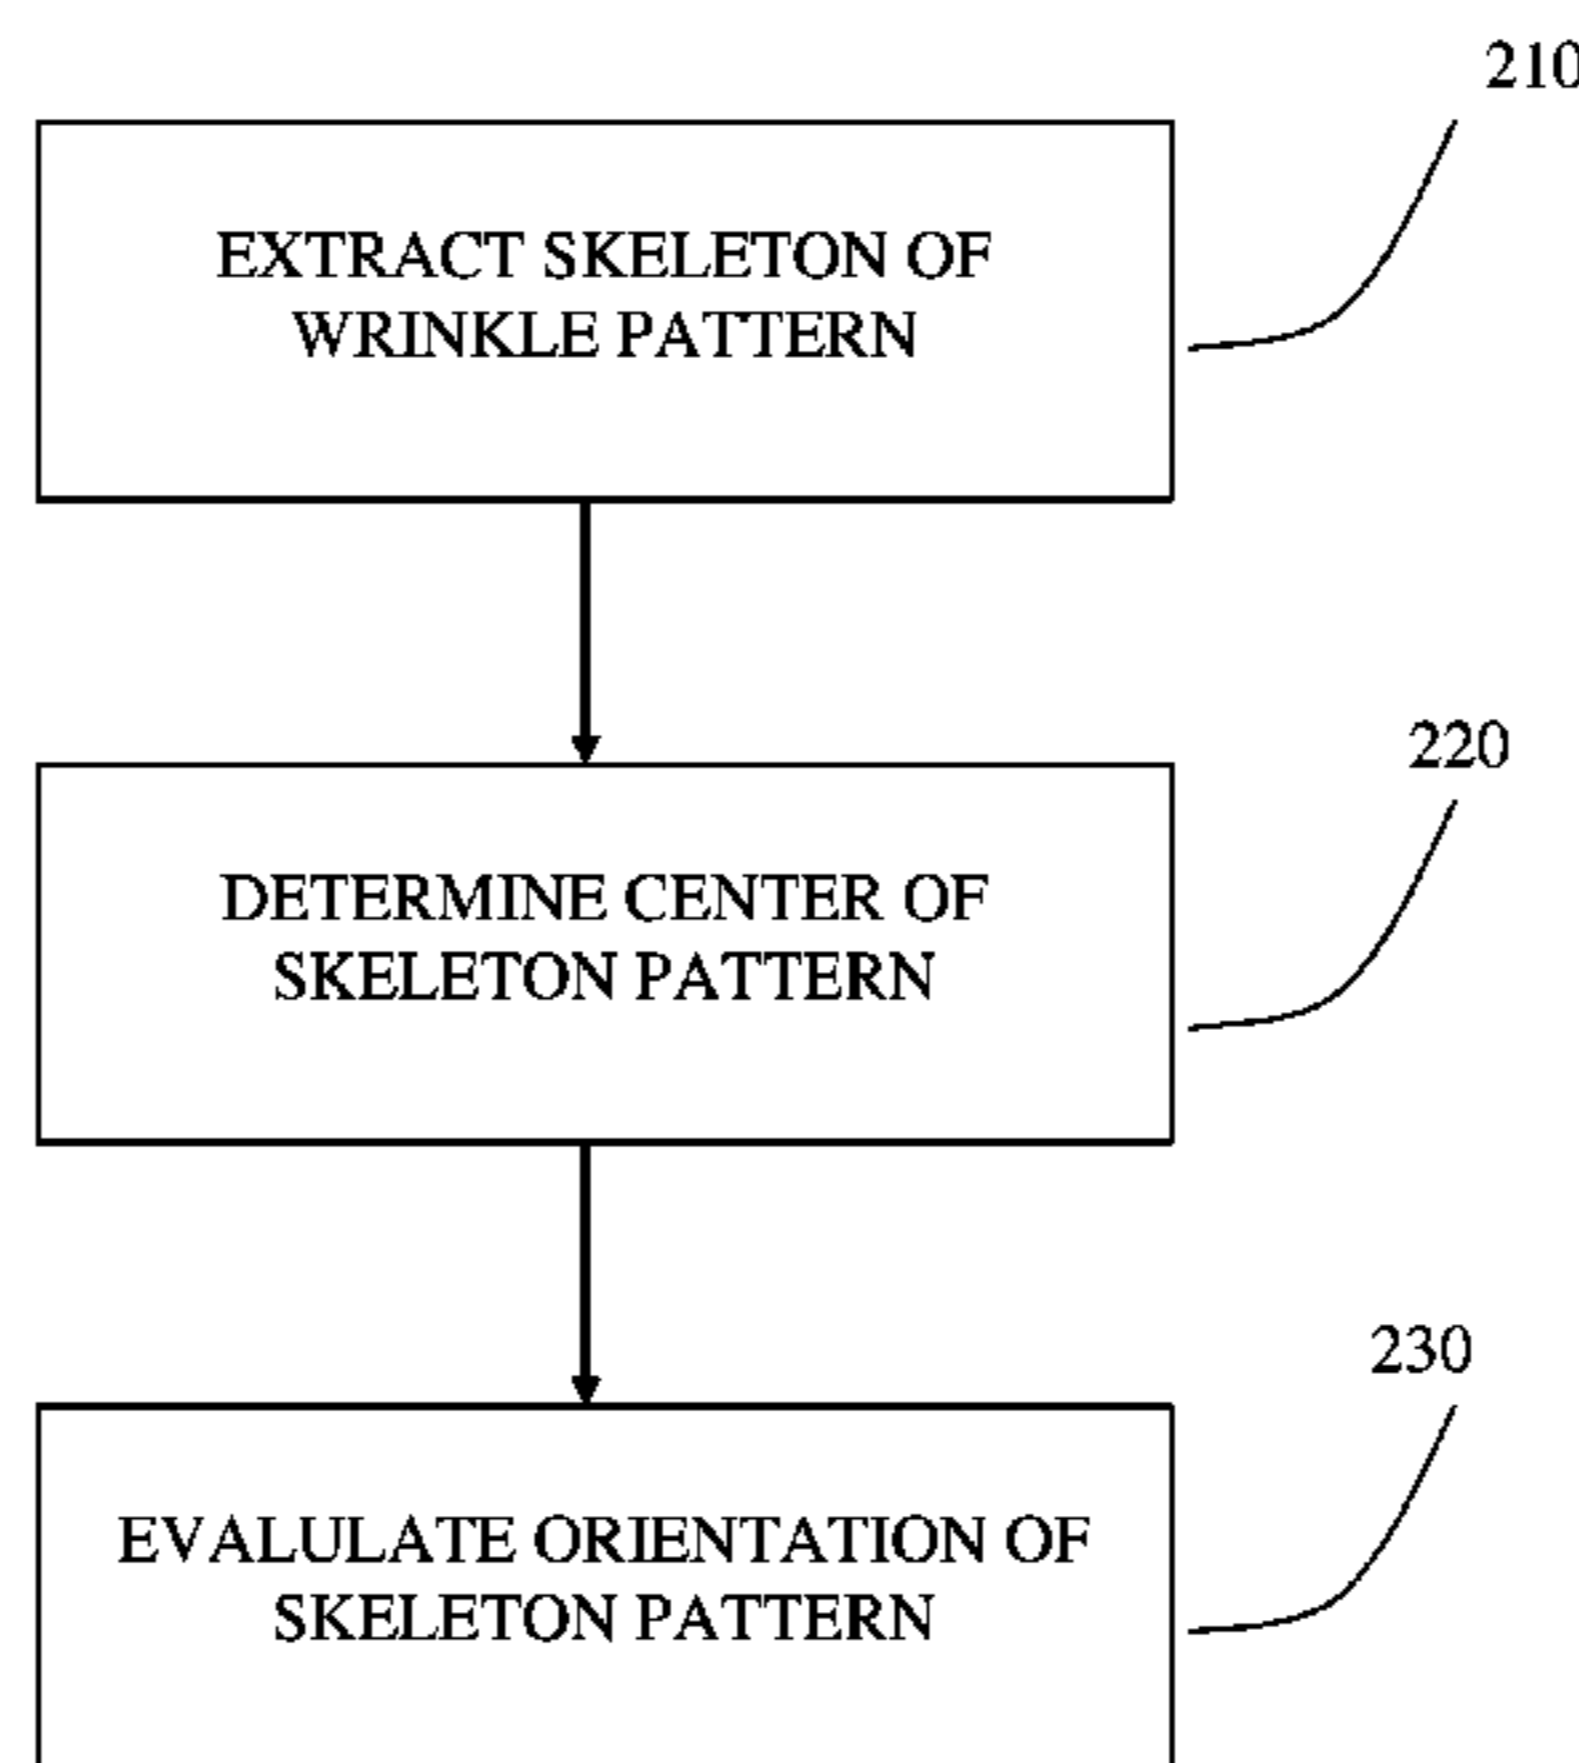 210
EXTRACT SKELETON OF
WRINKLE PATTERN
220
DETERMINE CENTER OF
SKELETON PATTERN
230
EVALULATE ORIENTATION OF
SKELETON PATTERN